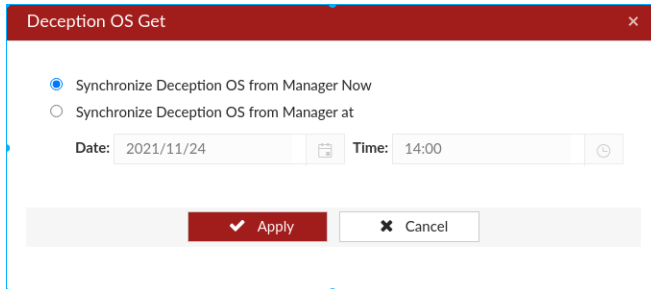 Deception OS Get ×
Synchronize Deception OS from Manager Now
Synchronize Deception OS from Manager at
Date: 2021/11/24 Time: 14:00
Apply Cancel